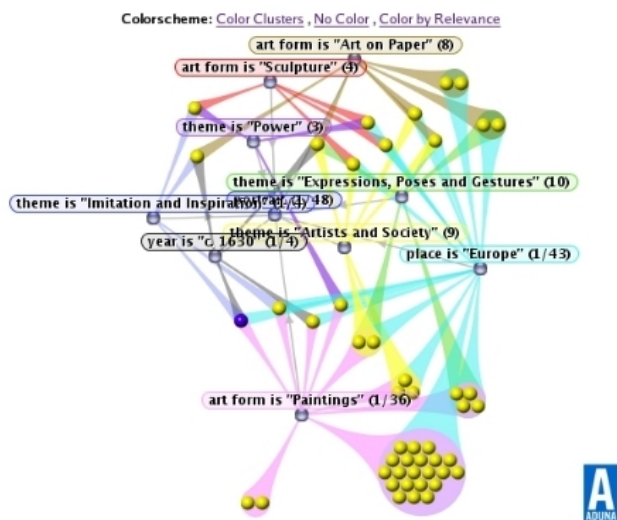 Colorscheme: Color Clusters , No Color , Color by Relevance
art form is "Art on Paper" (8)
art form is "Sculpture" (4)
theme is "Power" (3)
theme is "Expressions, Poses and Gestures" (10)
theme is "Imitation and Inspiration"
/48)
theme is "Artists and Society" (9)
year is "c. 1630" (1/4)
place is "Europe" (1/43)
art form is "Paintings" (1/36)
A
ADUNA